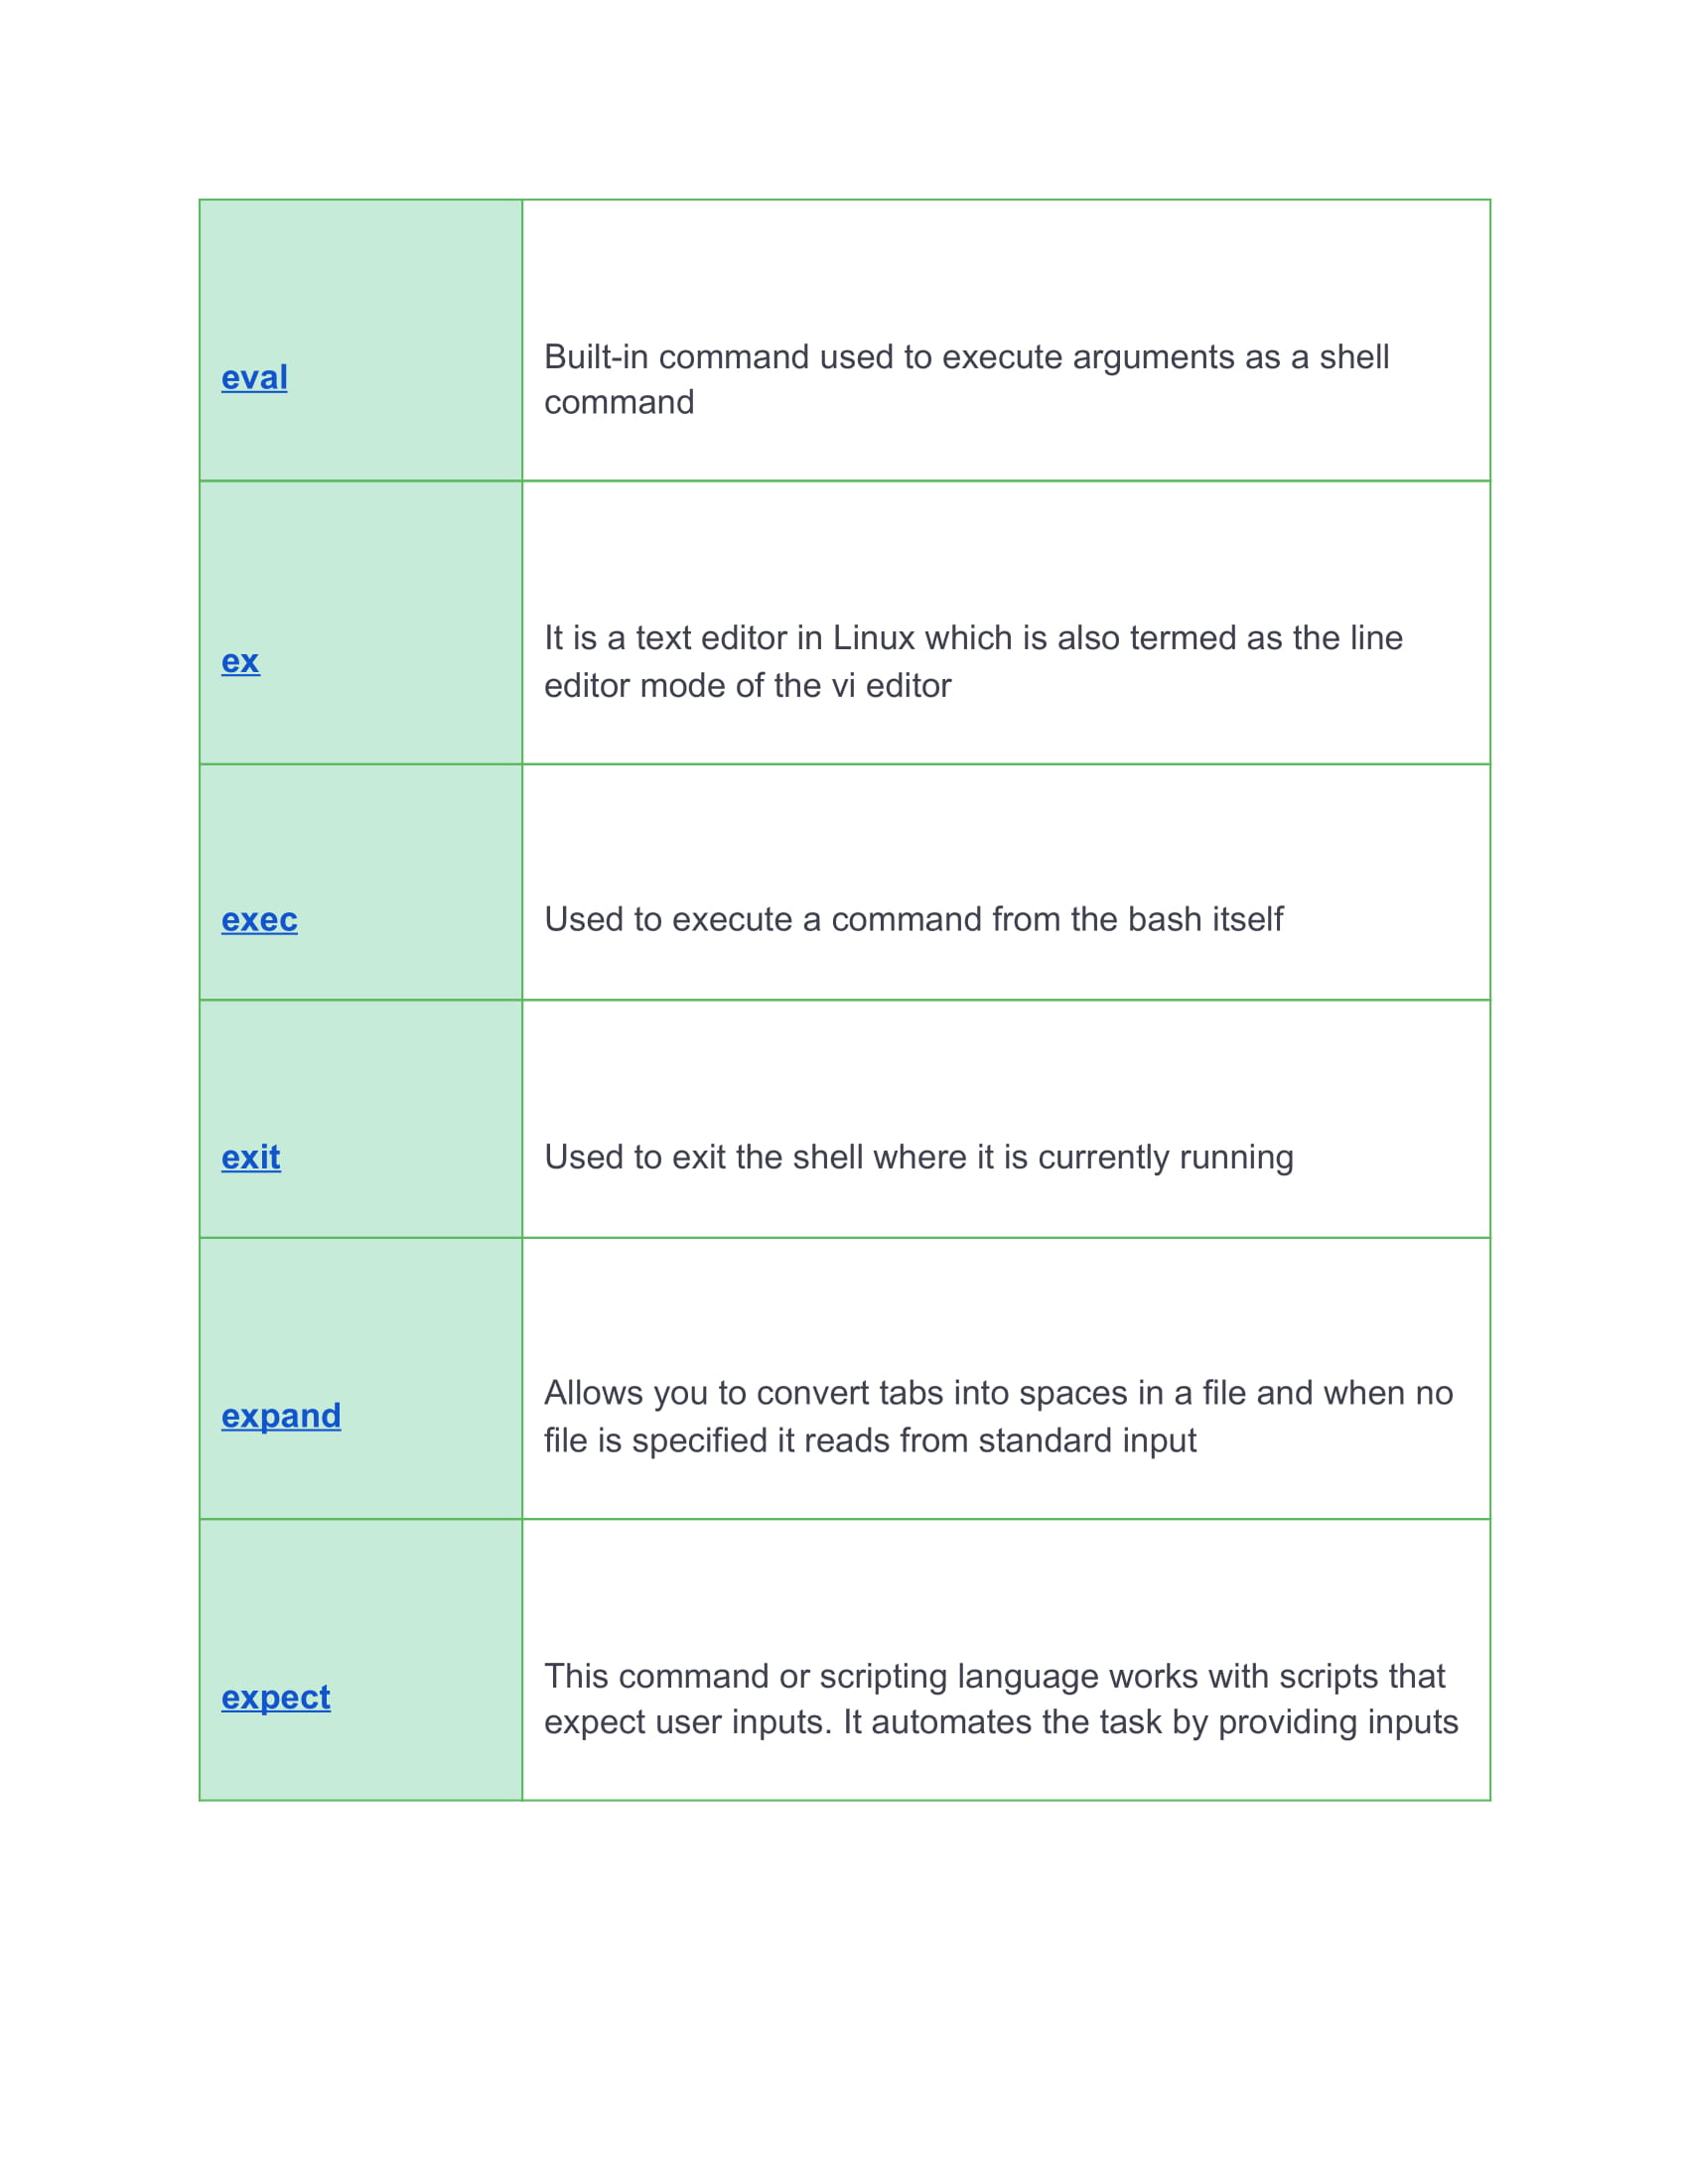 eval
Built-in command used to execute arguments as a shell
command
ex
It is a text editor in Linux which is also termed as the line
editor mode of the vi editor
exec
Used to execute a command from the bash itself
exit
Used to exit the shell where it is currently running
expand
Allows you to convert tabs into spaces in a file and when no
file is specified it reads from standard input
expect
This command or scripting language works with scripts that
expect user inputs. It automates the task by providing inputs